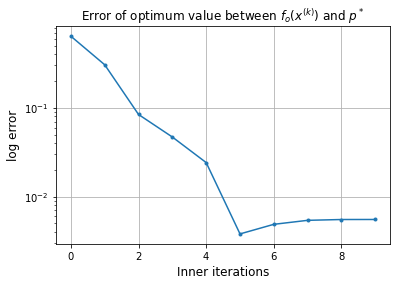 Error of optimum value between $f_o(x^{(k)})$ and $p^*$
log error
$10^{-1}$
$10^{-2}$
0 2 4 6 8
Inner iterations